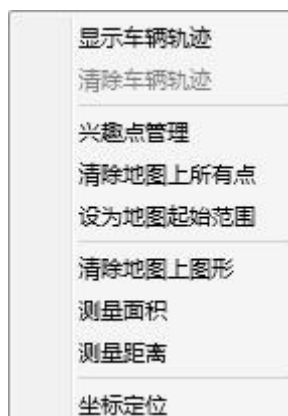 显示车辆轨迹
清除车辆轨迹
兴趣点管理
清除地图上所有点
设为地图起始范围
清除地图上图形
测量面积
测量距离
坐标定位